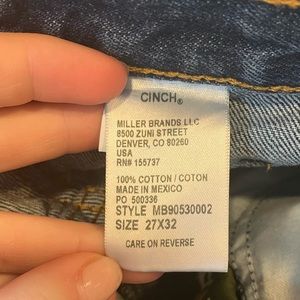 CINCH®
MILLER BRANDS LLC
8500 ZUNI STREET
DENVER, CO 80260
USA
RN# 155737
100% COTTON / COTON
MADE IN MEXICO
PO 500336
STYLE MB90530002
SIZE 27X32
CARE ON REVERSE